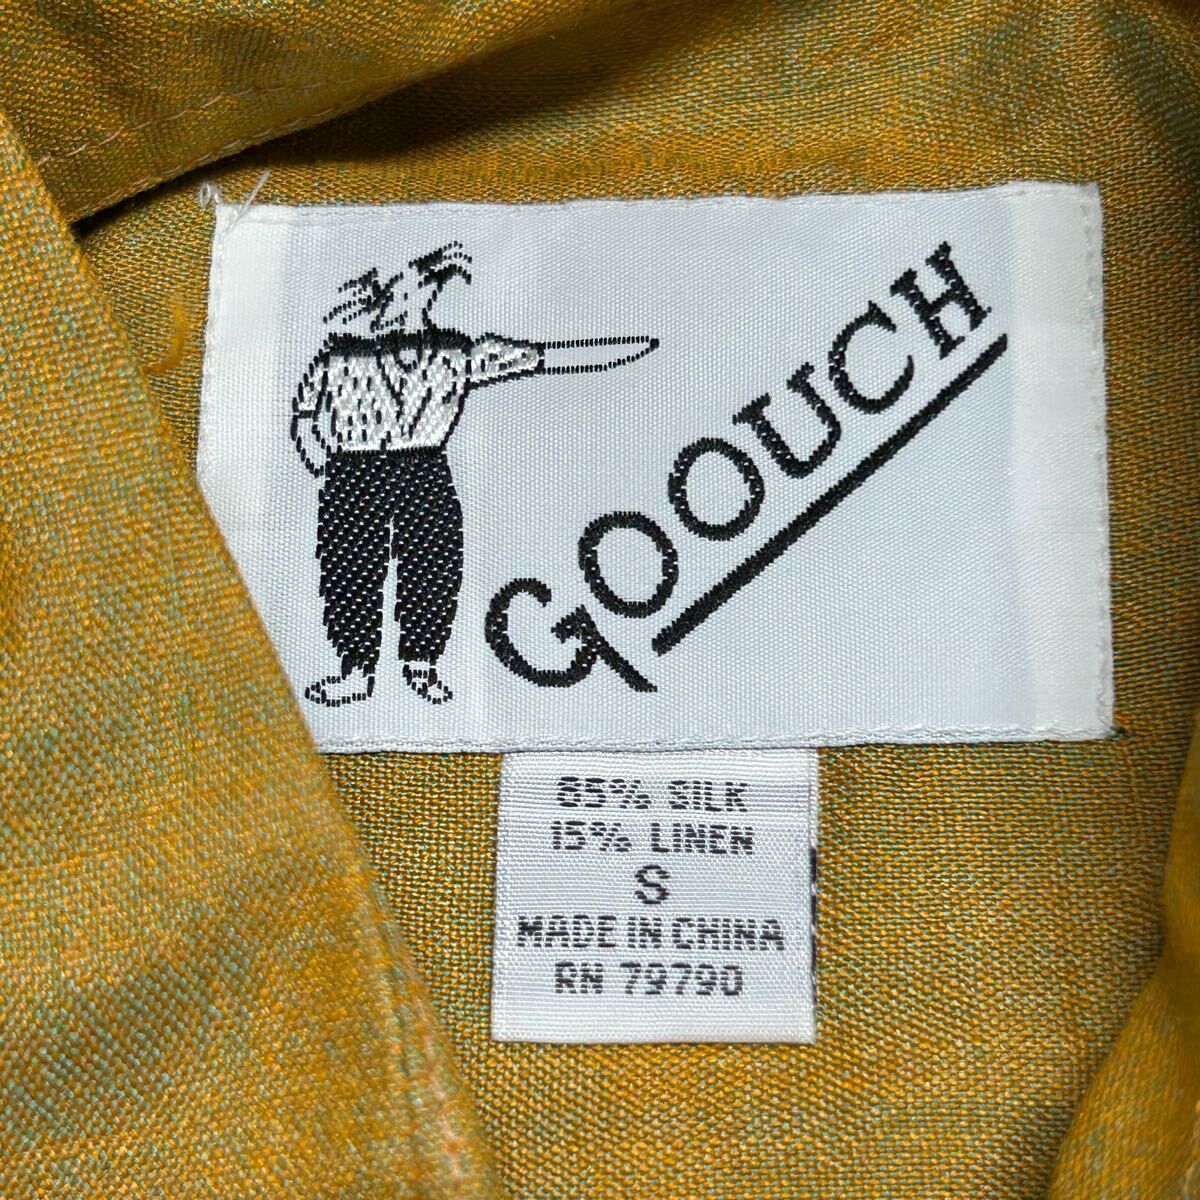 GOOUCH
85% SILK
15% LINEN
S
MADE IN CHINA
RN 79790